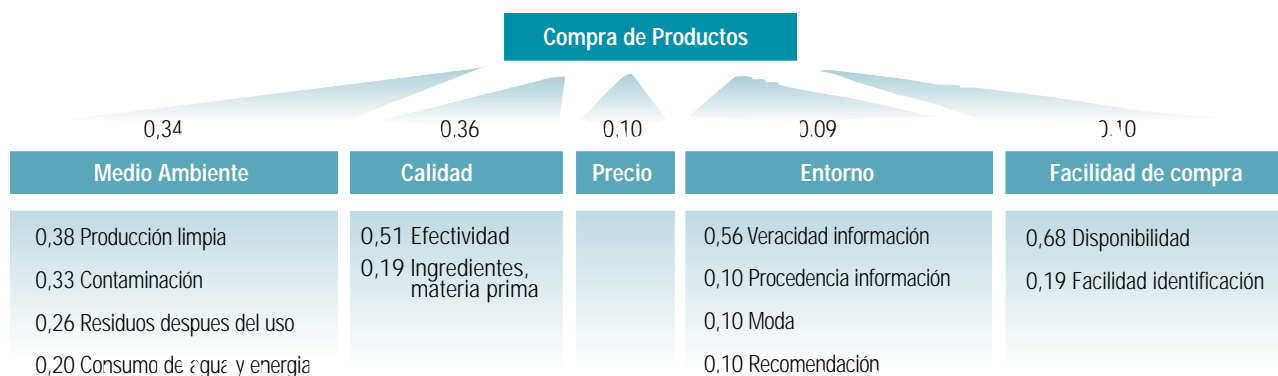 Compra de Productos
0,34
0,36
0,10
0,09
0,10
Medio Ambiente
Calidad
Precio
Entorno
Facilidad de compra
0,38 Producción limpia
0,33 Contaminación
0,26 Residuos despues del uso
0,20 Consumo de agua y energia
0,51 Efectividad
0,19 Ingredientes,
materia prima
0,56 Veracidad información
0,10 Procedencia información
0,10 Moda
0,10 Recomendación
0,68 Disponibilidad
0,19 Facilidad identificación